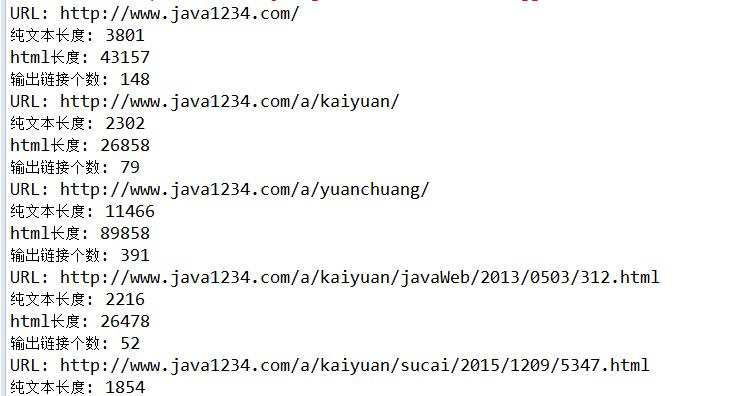 URL: http://www.java1234.com/
纯文本长度: 3801
html长度: 43157
输出链接个数: 148
URL: http://www.java1234.com/a/kaiyuan/
纯文本长度: 2302
html长度: 26858
输出链接个数: 79
URL: http://www.java1234.com/a/yuanchuang/
纯文本长度: 11466
html长度: 89858
输出链接个数: 391
URL: http://www.java1234.com/a/kaiyuan/javaWeb/2013/0503/312.html
纯文本长度: 2216
html长度: 26478
输出链接个数: 52
URL: http://www.java1234.com/a/kaiyuan/sucai/2015/1209/5347.html
纯文本长度: 1854